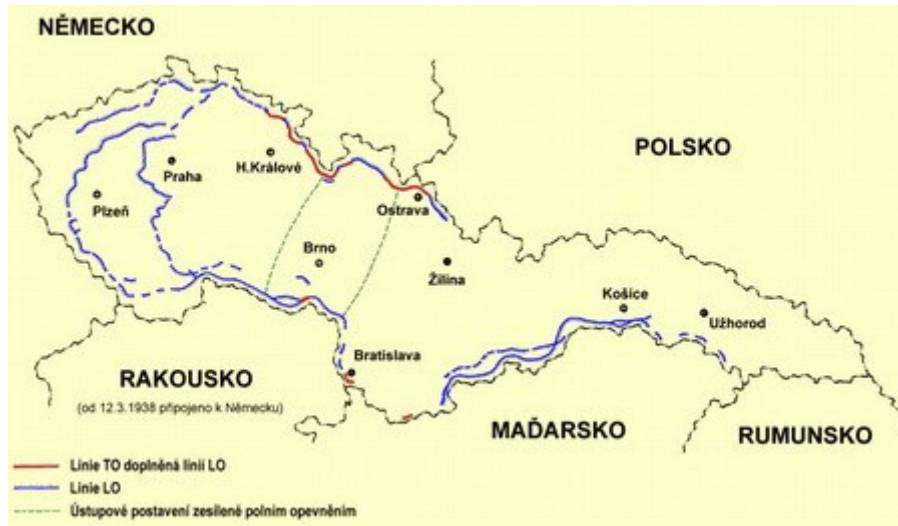 NĚMECKO
POLSKO
H.Králové
Praha
Plzeň
Ostrava
Brno
Žilina
Košice
Užhorod
Bratislava
RAKOUSKO
(od 12.3.1938 připojeno k Německu)
MAĎARSKO
RUMUNSKO
Linie TO doplněná linií LO
Linie LO
Ústupové postavení zesílené polním opevněním